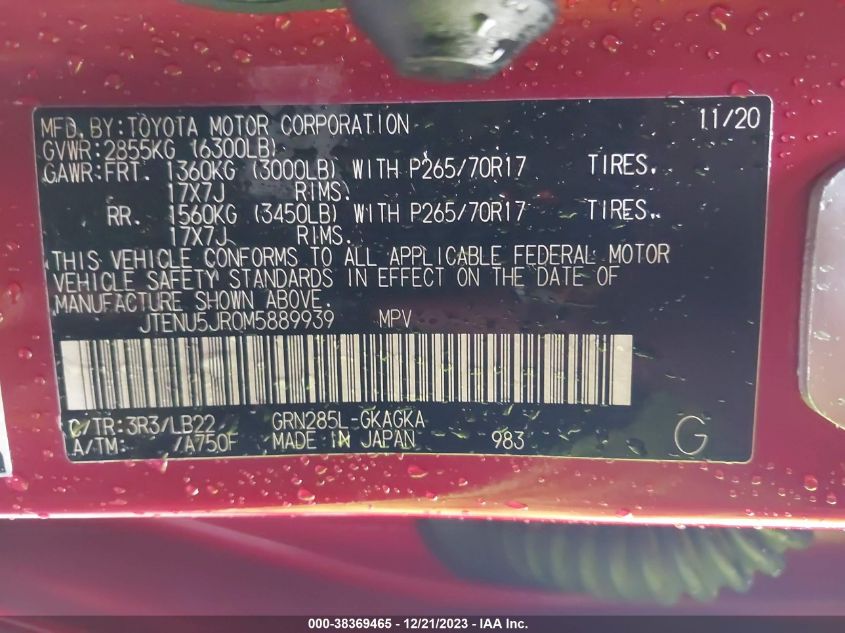 MFD. BY: TOYOTA MOTOR CORPORATION 11/20
GVWR: 2855KG (6300LB)
GAWR: FRT. 1360KG (3000LB) WITH P265/70R17 TIRES.
17X7J RIMS.
RR. 1560KG (3450LB) WITH P265/70R17 TIRES.
17X7J RIMS.
THIS VEHICLE CONFORMS TO ALL APPLICABLE FEDERAL MOTOR
VEHICLE SAFETY STANDARDS IN EFFECT ON THE DATE OF
MANUFACTURE SHOWN ABOVE.
JTENU5JR0M5889939 MPV
C/TR: 3R3/LB22 GRN285L-GKAGKA
A/TM: /A750F MADE IN JAPAN 983 G
000-38369465 - 12/21/2023 - IAA Inc.